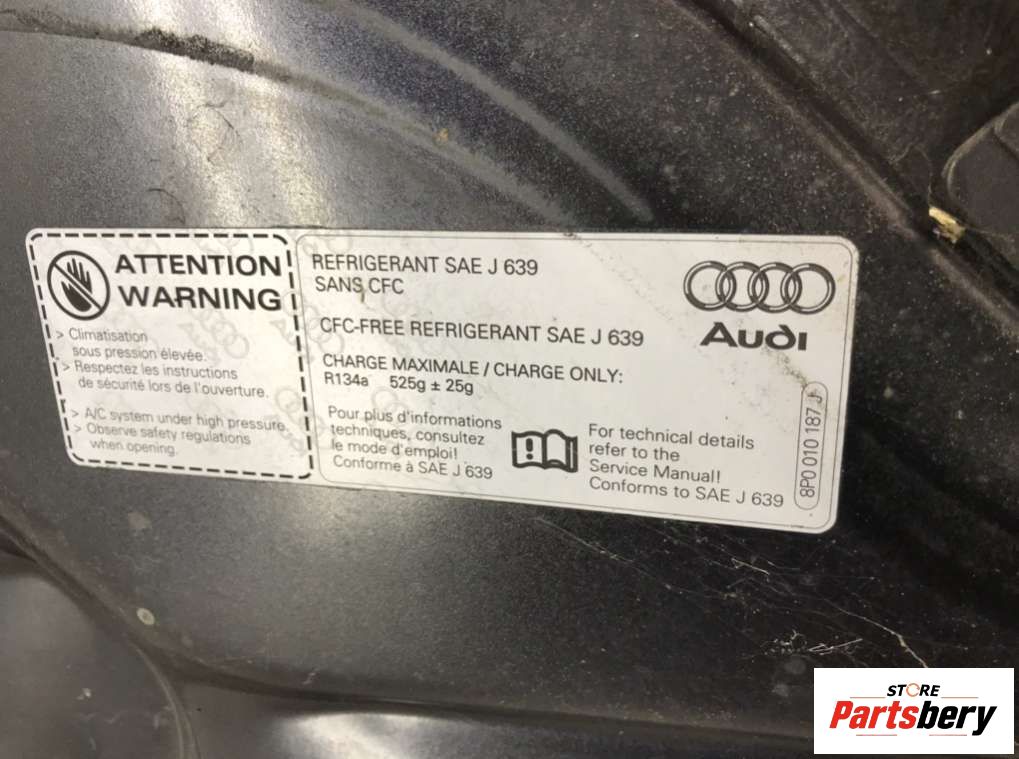 ATTENTION
WARNING
> Climatisation
sous pression élevée.
> Respectez les instructions
de sécurité lors de l'ouverture.
> A/C system under high pressure.
> Observe safety regulations
when opening.
REFRIGERANT SAE J 639
SANS CFC
CFC-FREE REFRIGERANT SAE J 639
CHARGE MAXIMALE / CHARGE ONLY:
R134a 525g ± 25g
Pour plus d'informations
techniques, consultez
le mode d'emploi!
Conforme à SAE J 639
For technical details
refer to the
Service Manual!
Conforms to SAE J 639
Audi
8P0 010 187 J
STORE
Partsbery